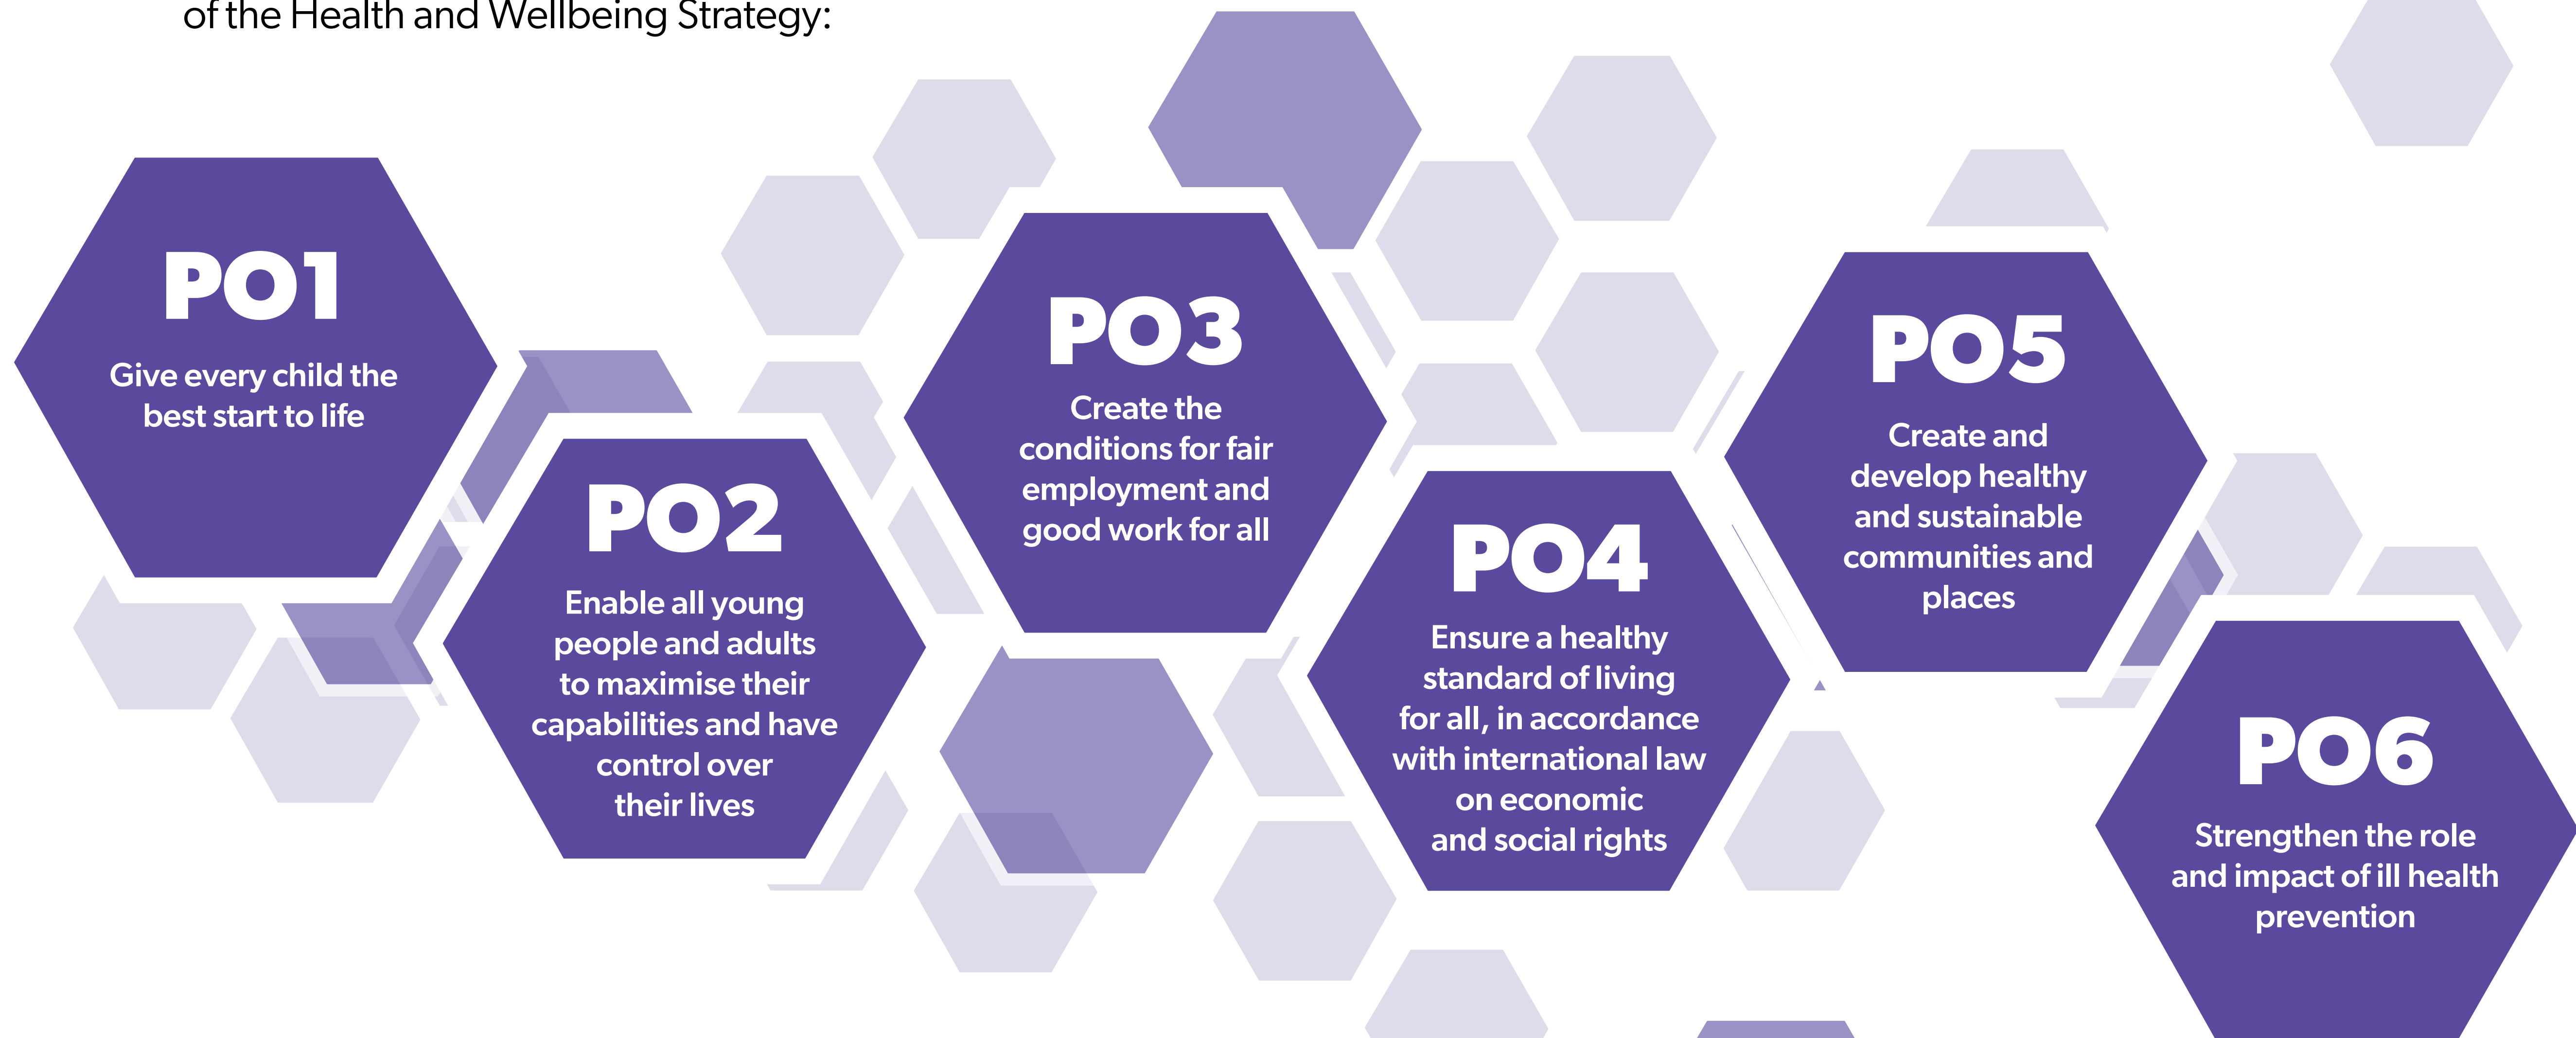 of the Health and Wellbeing Strategy:
PO1
Give every child the
best start to life
PO2
Enable all young
people and adults
to maximise their
capabilities and have
control over
their lives
PO3
Create the
conditions for fair
employment and
good work for all
PO4
Ensure a healthy
standard of living
for all, in accordance
with international law
on economic
and social rights
PO5
Create and
develop healthy
and sustainable
communities and
places
PO6
Strengthen the role
and impact of ill health
prevention